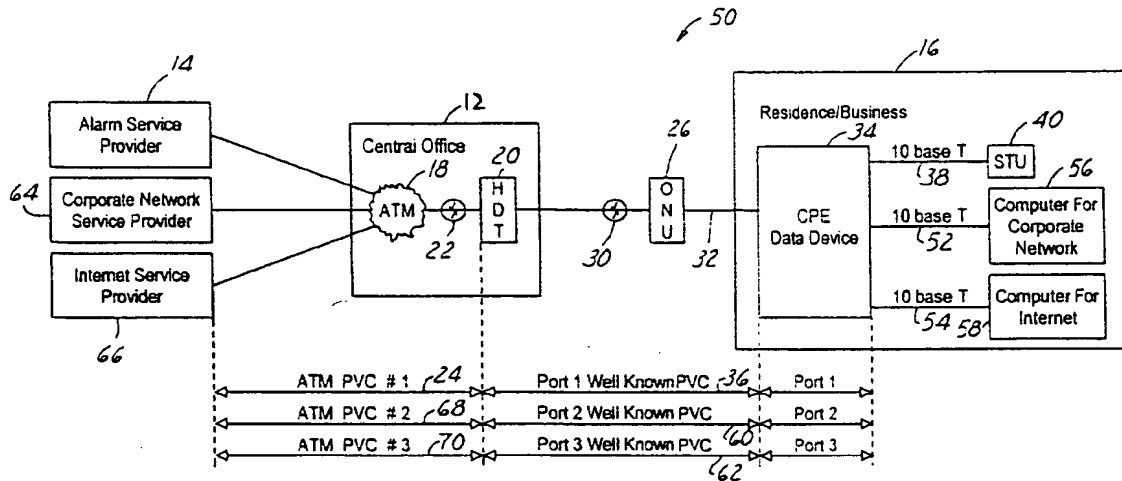 50
14
Alarm Service
Provider
64
Corporate Network
Service Provider
Internet Service
Provider
66
12
Central Office
18
ATM
22
20
HDT
30
26
ONU
32
16
Residence/Business
34
CPE
Data Device
10 base T
38
40
STU
10 base T
52
56
Computer For
Corporate
Network
10 base T
54
58
Computer For
Internet
ATM PVC # 1 24 Port 1 Well Known PVC 36 Port 1
ATM PVC # 2 68 Port 2 Well Known PVC 60 Port 2
ATM PVC # 3 70 Port 3 Well Known PVC 62 Port 3